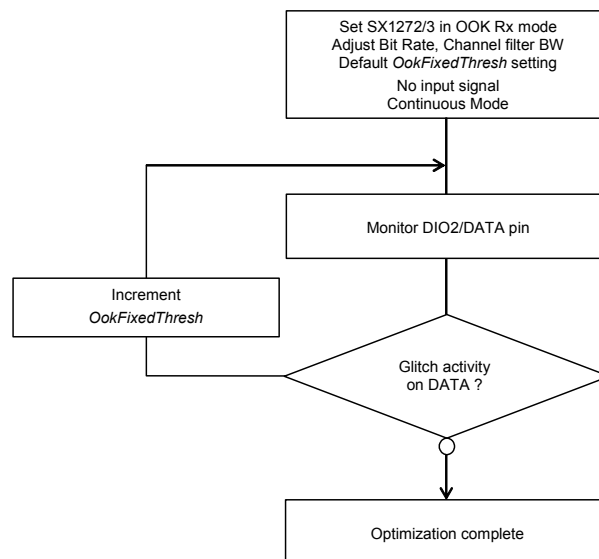 Set SX1272/3 in OOK Rx mode
Adjust Bit Rate, Channel filter BW
Default OokFixedThresh setting
No input signal
Continuous Mode
Monitor DIO2/DATA pin
Increment
OokFixedThresh
Glitch activity
on DATA ?
Optimization complete